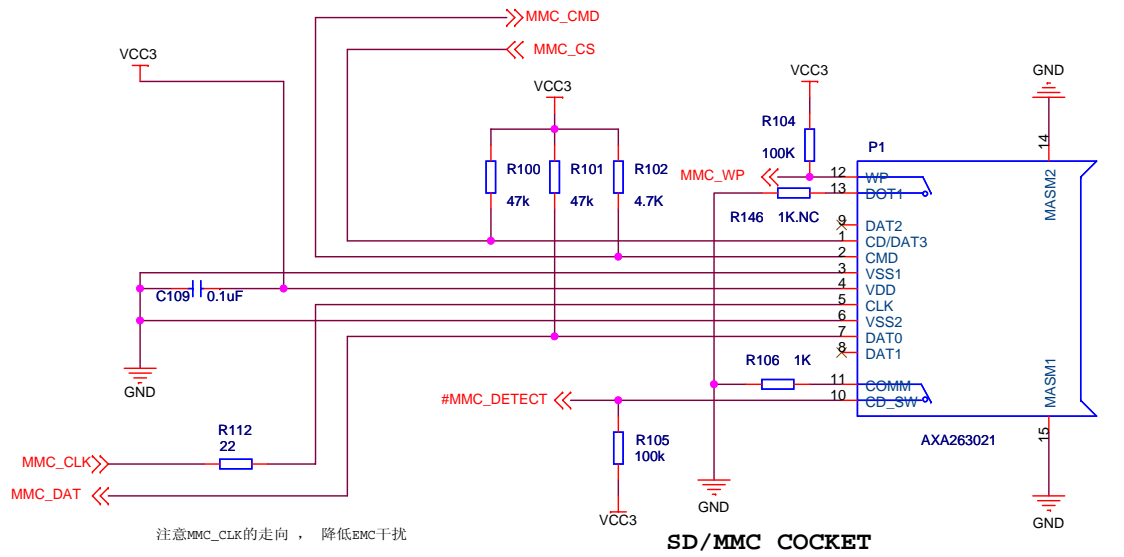 MMC_CMD
MMC_CS
VCC3
VCC3
VCC3
GND
R104
100K
P1
14
MASM2
R100
47k
R101
47k
R102
4.7K
MMC_WP
12
WP
13
DOT1
R146 1K.NC
9
DAT2
1
CD/DAT3
2
CMD
3
VSS1
C109 0.1uF
4
VDD
5
CLK
6
VSS2
7
DAT0
8
DAT1
GND
R106 1K
11
COMM
#MMC_DETECT
10
CD_SW
MASM1
15
AXA263021
R112
22
R105
100k
MMC_CLK
MMC_DAT
VCC3
GND
GND
注意MMC_CLK的走向 ， 降低EMC干扰
SD/MMC COCKET